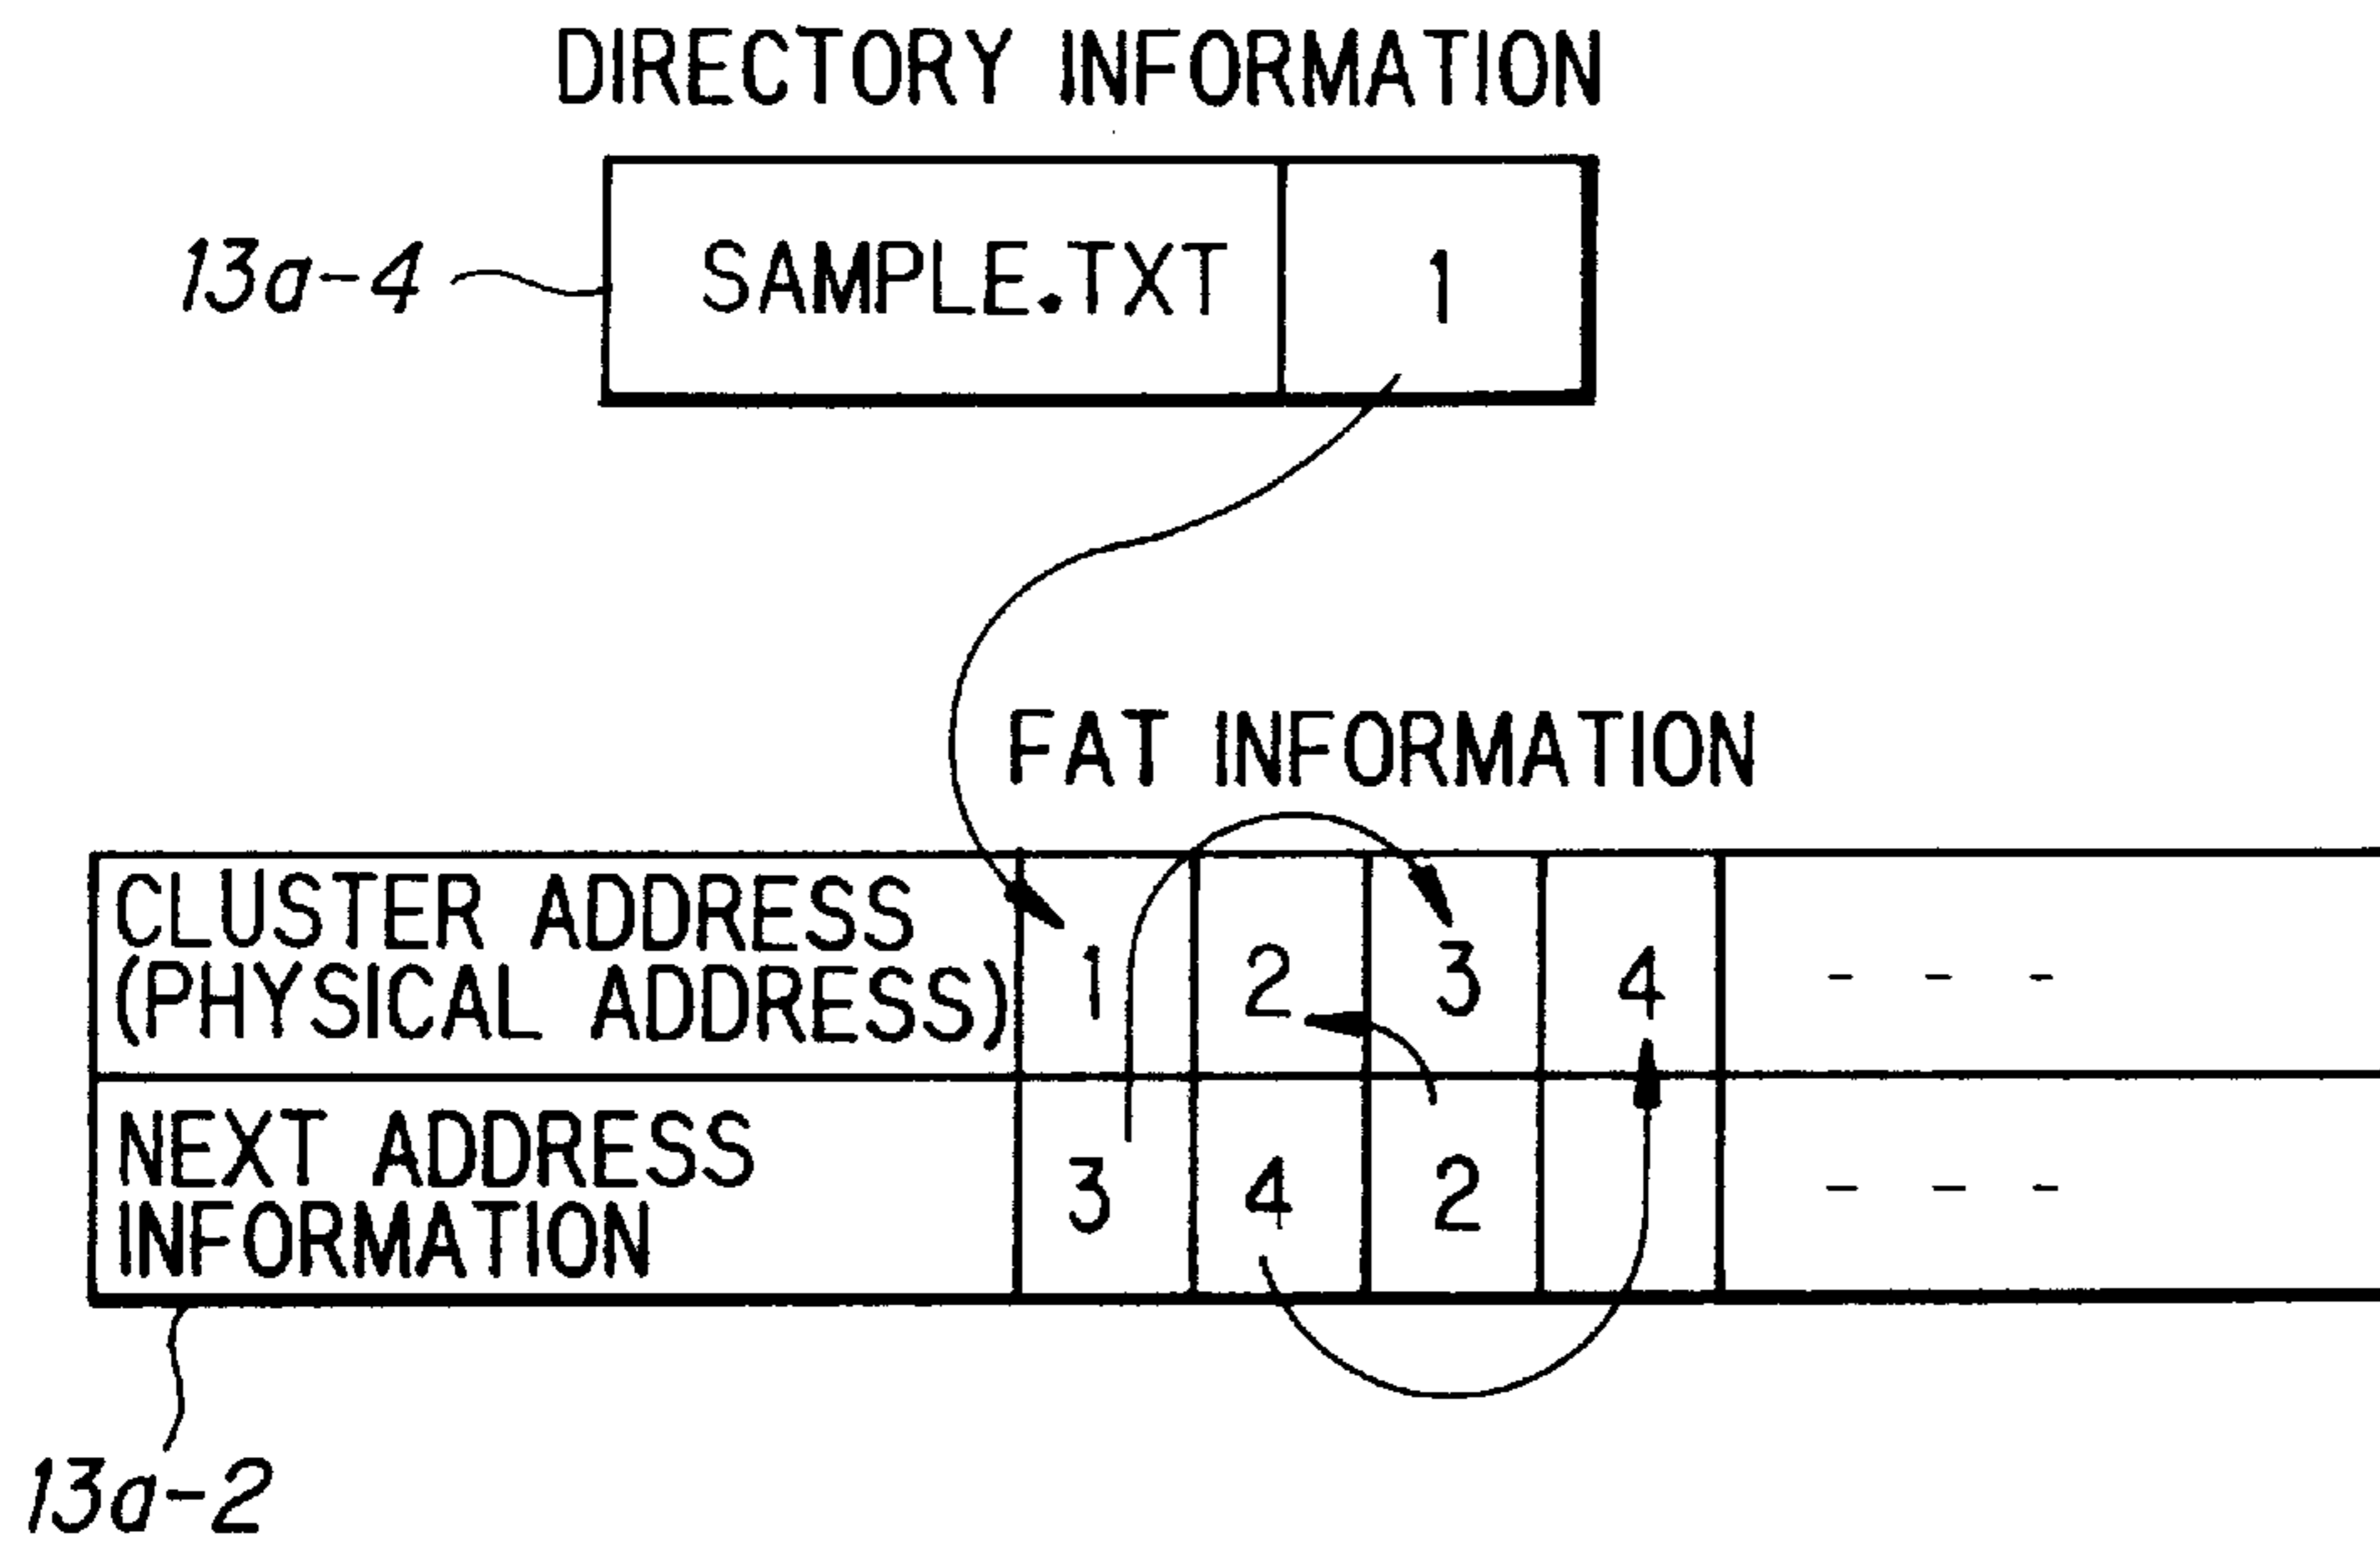 DIRECTORY INFORMATION
13a-4
SAMPLE.TXT 1
FAT INFORMATION
CLUSTER ADDRESS
(PHYSICAL ADDRESS) 1 2 3 4 - - -
NEXT ADDRESS
INFORMATION 3 4 2 - - -
13a-2